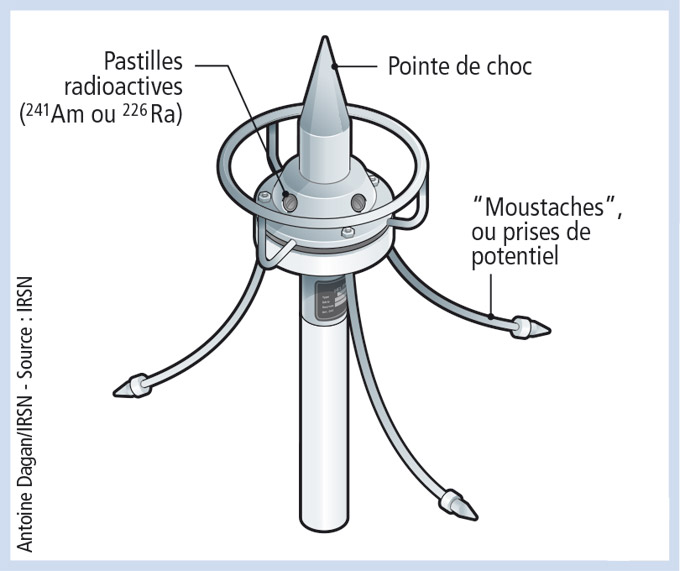 Pastilles
radioactives
(²⁴¹Am ou ²²⁶Ra)
Pointe de choc
“Moustaches”,
ou prises de
potentiel
Antoine Dagan/IRSN - Source : IRSN